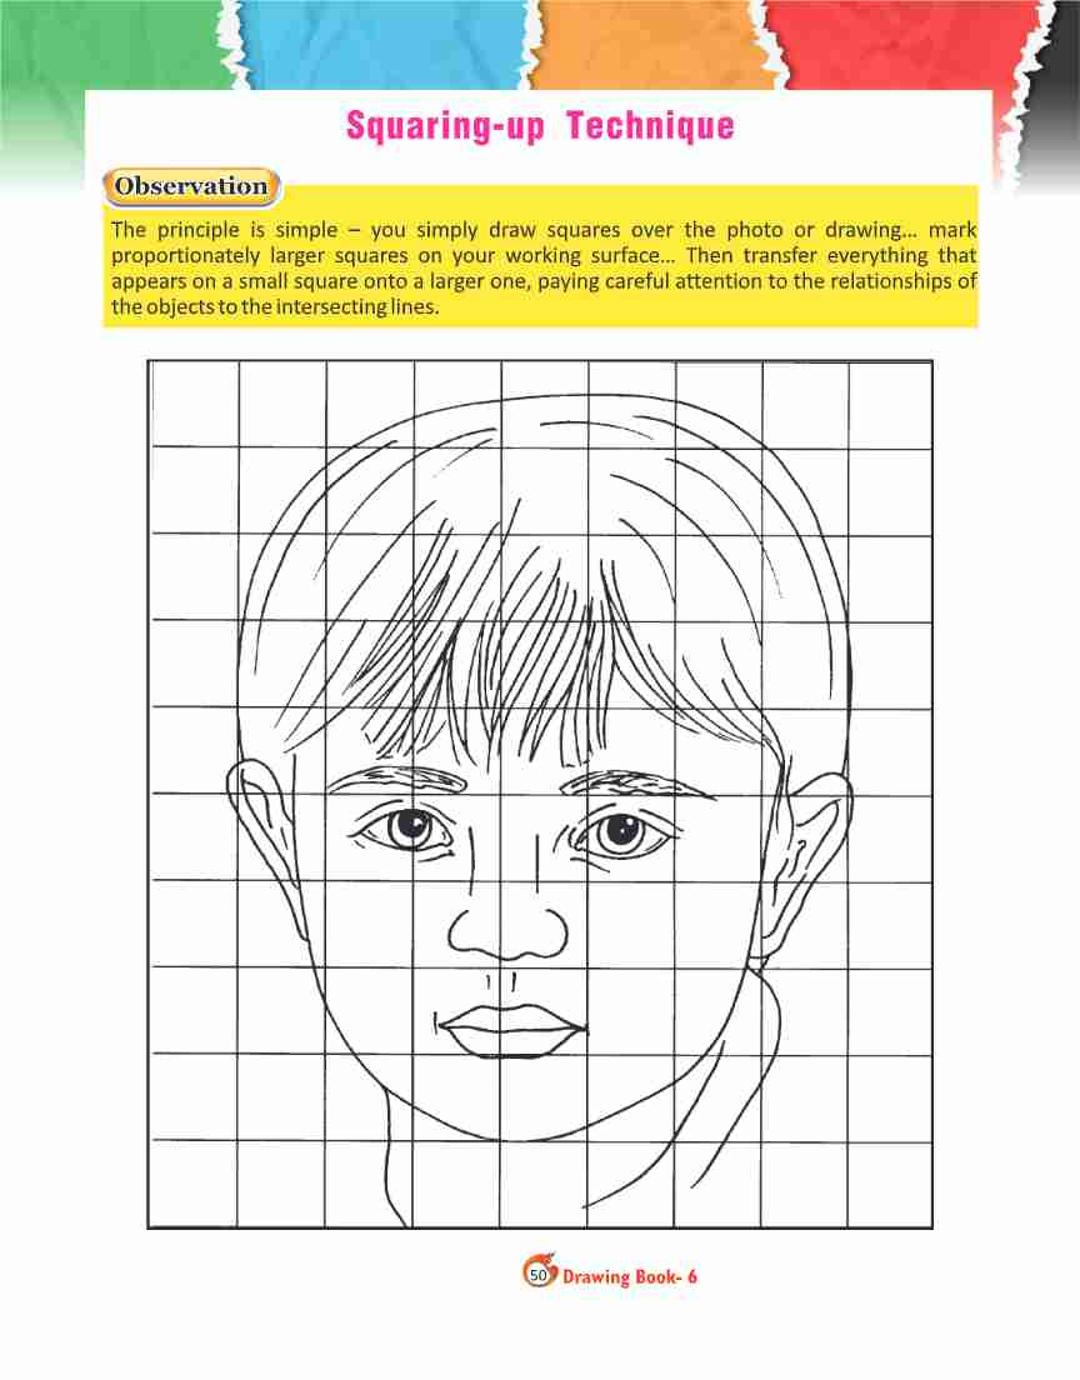 Squaring-up Technique
Observation
The principle is simple – you simply draw squares over the photo or drawing... mark
proportionately larger squares on your working surface... Then transfer everything that
appears on a small square onto a larger one, paying careful attention to the relationships of
the objects to the intersecting lines.
50 Drawing Book- 6